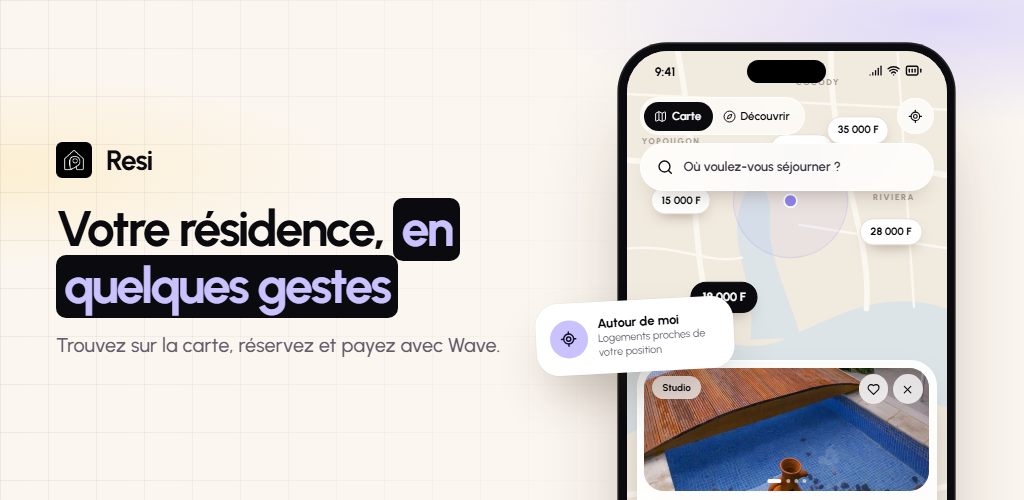 Resi
Votre résidence, en
quelques gestes
Trouvez sur la carte, réservez et payez avec Wave.
9:41
Carte
Découvrir
35 000 F
YOPOUGON
Où voulez-vous séjourner ?
15 000 F
RIVIERA
28 000 F
000 F
Autour de moi
Logements proches de
votre position
Studio